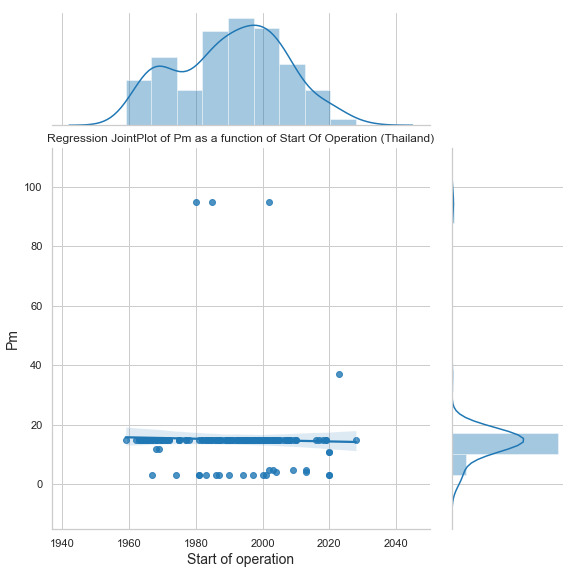 Regression JointPlot of Pm as a function of Start Of Operation (Thailand)
100
80
60
40
20
0
Pm
1940 1960 1980 2000 2020 2040
Start of operation